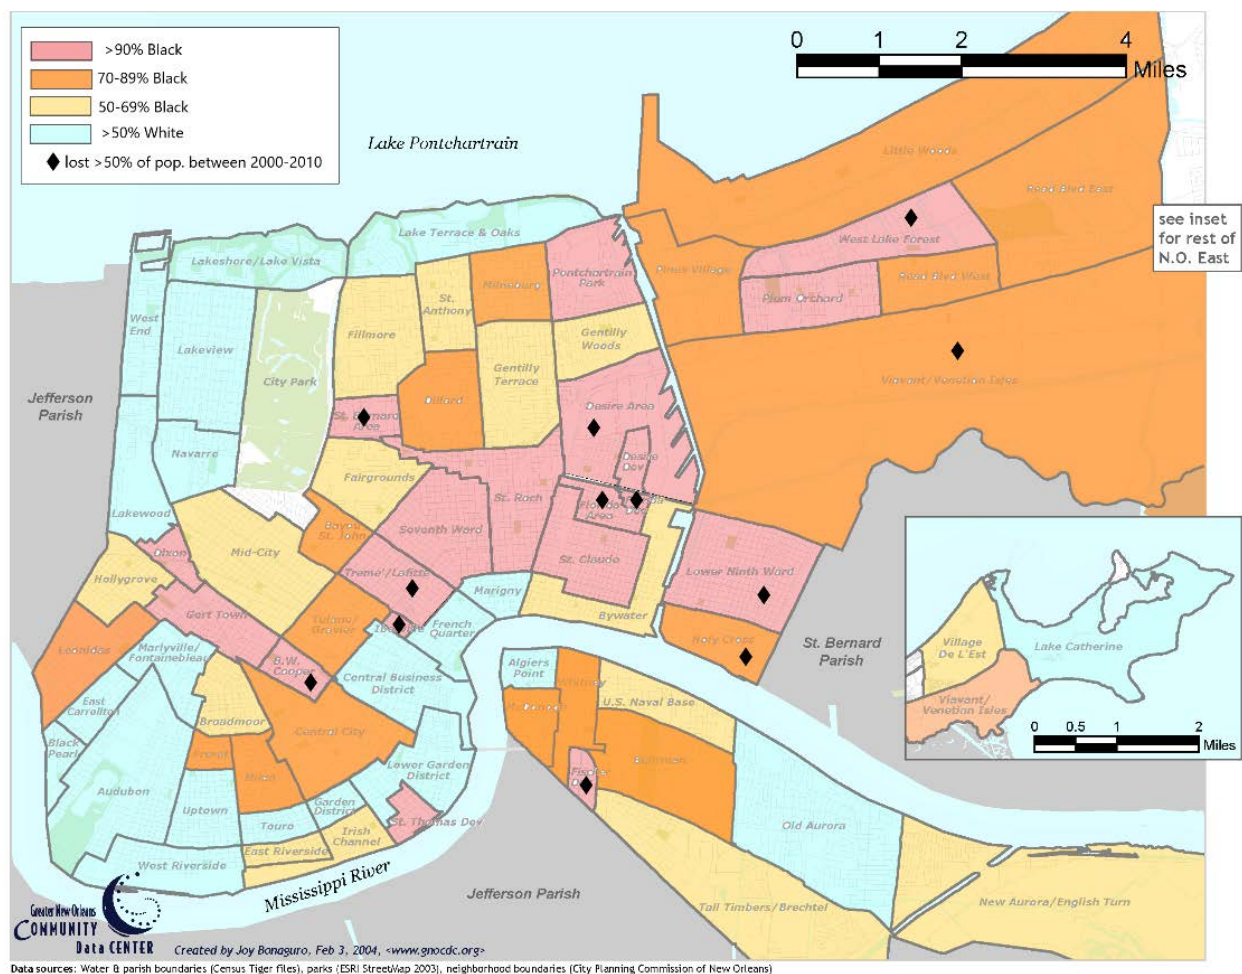 >90% Black
70-89% Black
50-69% Black
>50% White
lost >50% of pop. between 2000-2010
0 1 2 4
Miles
Lake Pontchartrain
Little Woods
Read Blvd East
see inset
for rest of
N.O. East
West Lake Forest
Lake Terrace & Oaks
Lakeshore/Lake Vista
Pontchartrain
Park
Pines Village
Read Blvd West
Plum Orchard
Milneburg
St.
Anthony
West
End
Fillmore
Gentilly
Woods
Lakeview
City Park
Gentilly
Terrace
Viavant/Venetian Isles
Jefferson
Parish
Dillard
Desire Area
St. Bernard
Area
Navarre
Desire
Dev
Fairgrounds
St. Roch
Florida
Area
Florida
Dev
Lakewood
Bayou
St. John
Seventh Ward
Dixon
Mid-City
St. Claude
Treme'/Lafitte
Lower Ninth Ward
Hollygrove
Marigny
Gert Town
Tulane/
Gravier
Iberville
French
Quarter
Bywater
Holy Cross
St. Bernard
Parish
Leonidas
Marlyville/
Fontainebleau
B.W.
Cooper
Central Business
District
Algiers
Point
Whitney
U.S. Naval Base
East
Carrollton
Broadmoor
Central City
McDonogh
Black
Pearl
Freret
Milan
Behrman
Lower Garden
District
Fischer
Dev
Audubon
Uptown
Garden
District
St. Thomas Dev
Touro
Irish
Channel
Old Aurora
East Riverside
West Riverside
Mississippi River
Jefferson Parish
Tall Timbers/Brechtel
New Aurora/English Turn
Village
De L'Est
Lake Catherine
Viavant/
Venetian Isles
0 0.5 1 2
Miles
Greater New Orleans
COMMUNITY
Data CENTER
Created by Joy Bonaguro, Feb 3, 2004, <www.gnocdc.org>
Data sources: Water & parish boundaries (Census Tiger files), parks (ESRI StreetMap 2003), neighborhood boundaries (City Planning Commission of New Orleans)